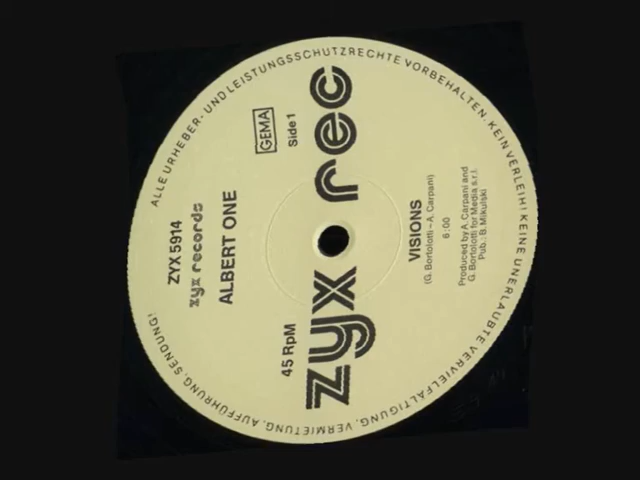 ALLE URHEBER- UND LEISTUNGSSCHUTZRECHTE VORBEHALTEN. KEIN VERLEIH! KEINE UNERLAUBTE VERVIELFÄLTIGUNG, VERMIETUNG, AUFFÜHRUNG, SENDUNG!
ZYX 5914
zyx records
ALBERT ONE
GEMA
Side 1
45 RpM
zyx rec
VISIONS
(G. Bortolotti – A. Carpani)
6:00
Produced by A. Carpani and
G. Bortolotti for Media s.r.l.
Pub.: B. Mikulski